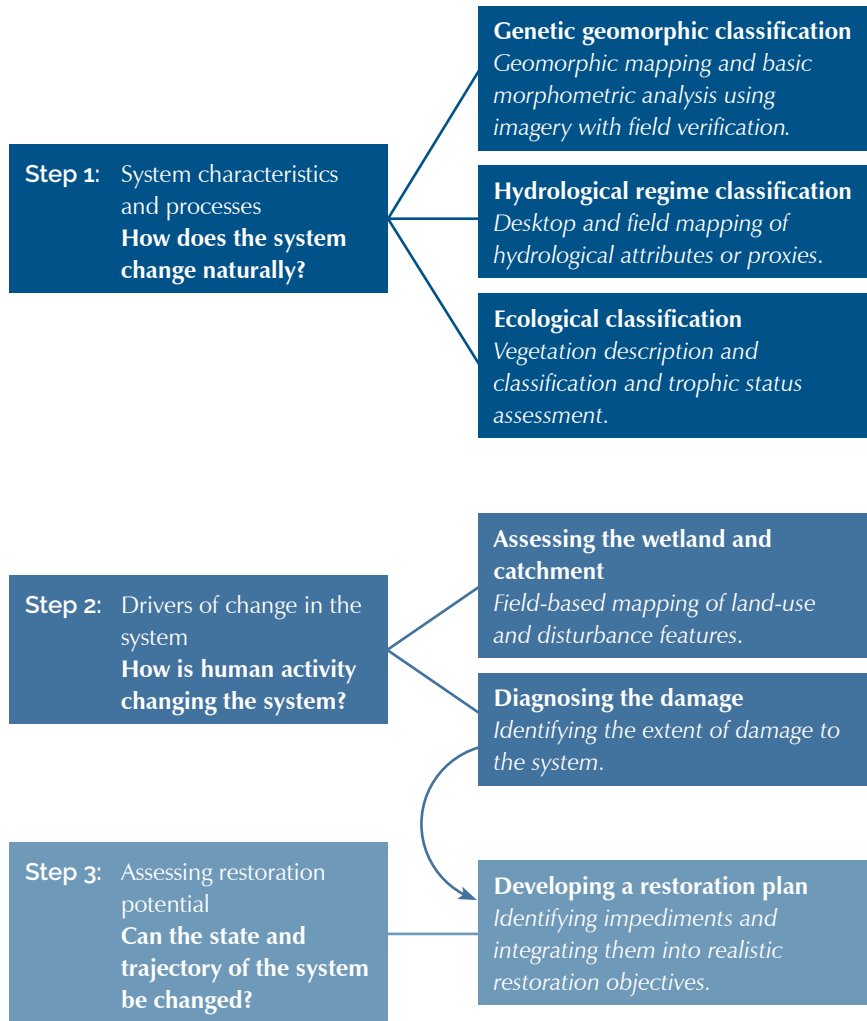 Step 1: System characteristics
and processes
How does the system
change naturally?
Genetic geomorphic classification
Geomorphic mapping and basic
morphometric analysis using
imagery with field verification.
Hydrological regime classification
Desktop and field mapping of
hydrological attributes or proxies.
Ecological classification
Vegetation description and
classification and trophic status
assessment.
Step 2: Drivers of change in the
system
How is human activity
changing the system?
Assessing the wetland and
catchment
Field-based mapping of land-use
and disturbance features.
Diagnosing the damage
Identifying the extent of damage to
the system.
Step 3: Assessing restoration
potential
Can the state and
trajectory of the system
be changed?
Developing a restoration plan
Identifying impediments and
integrating them into realistic
restoration objectives.